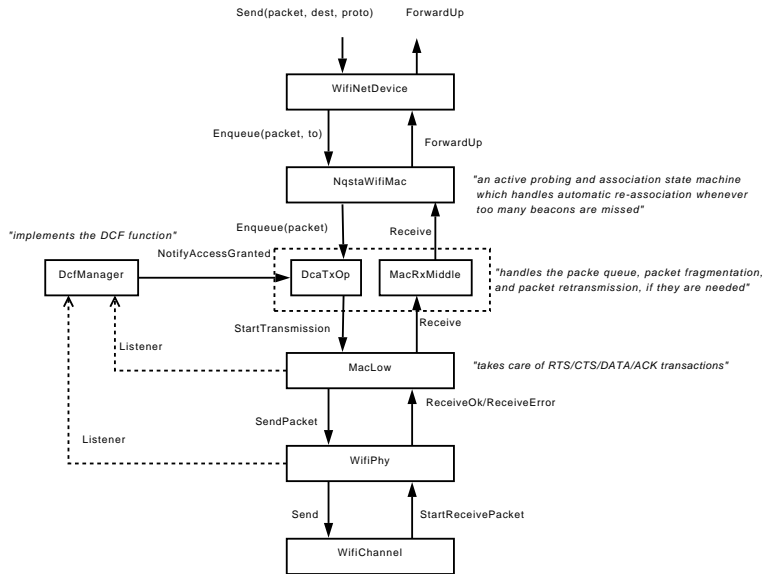 Send(packet, dest, proto)
ForwardUp
WifiNetDevice
Enqueue(packet, to)
ForwardUp
NqstaWifiMac
"an active probing and association state machine
which handles automatic re-association whenever
too many beacons are missed"
Enqueue(packet)
Receive
"implements the DCF function"
NotifyAccessGranted
DcfManager
DcaTxOp
MacRxMiddle
"handles the packe queue, packet fragmentation,
and packet retransmission, if they are needed"
StartTransmission
Receive
Listener
MacLow
"takes care of RTS/CTS/DATA/ACK transactions"
ReceiveOk/ReceiveError
SendPacket
Listener
WifiPhy
Send
StartReceivePacket
WifiChannel